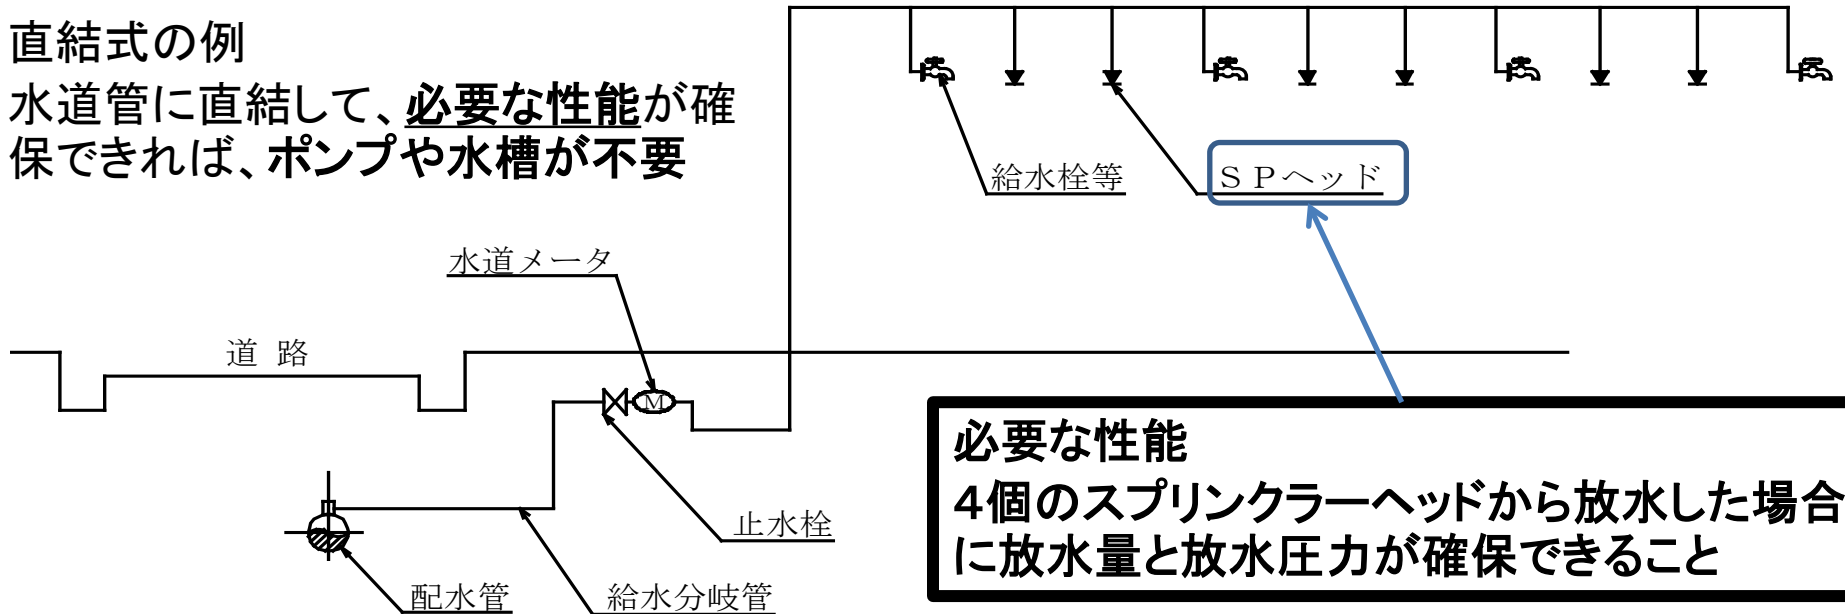 直結式の例
水道管に直結して、必要な性能が確
保できれば、ポンプや水槽が不要
給水栓等
ＳＰヘッド
水道メータ
道 路
M
止水栓
配水管
給水分岐管
必要な性能
４個のスプリンクラーヘッドから放水した場合
に放水量と放水圧力が確保できること